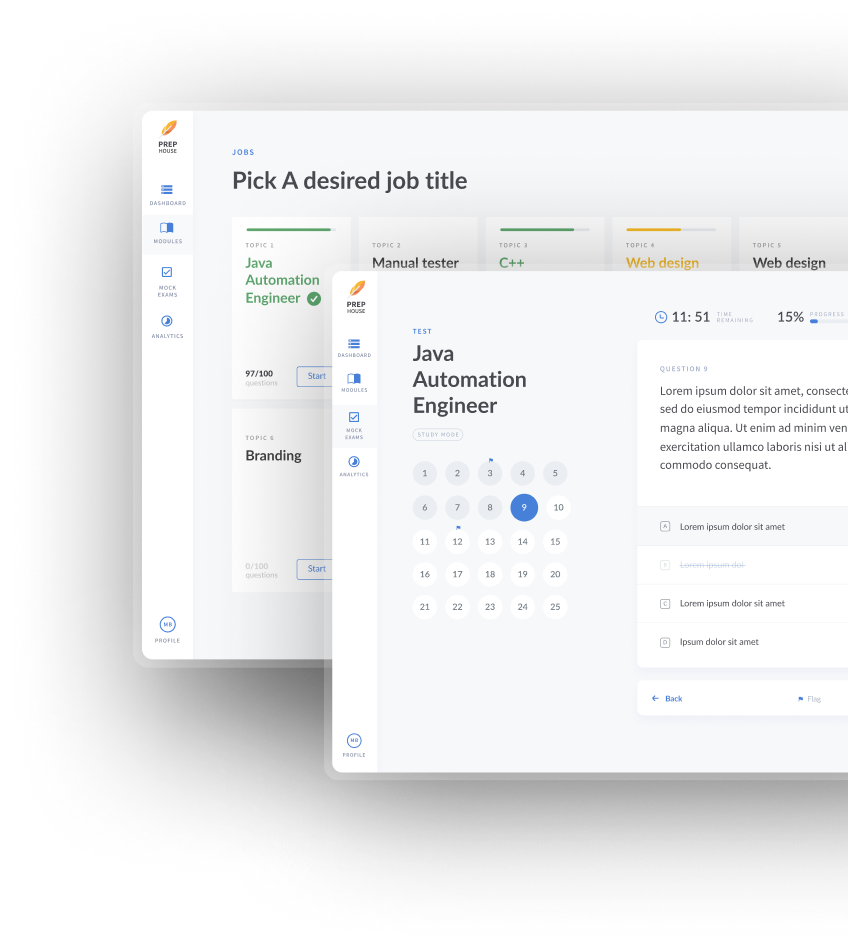 PREP
HOUSE
DASHBOARD
MODULES
MOCK
EXAMS
ANALYTICS
MB
PROFILE
JOBS
Pick A desired job title
TOPIC 1
Java
Automation
Engineer
97/100
questions
Start
TOPIC 2
Manual tester
TOPIC 3
C++
TOPIC 4
Web design
TOPIC 5
Web design
TOPIC 6
Branding
0/100
questions
Start
PREP
HOUSE
DASHBOARD
MODULES
MOCK
EXAMS
ANALYTICS
MB
PROFILE
TEST
Java
Automation
Engineer
STUDY MODE
1 2 3 4 5
6 7 8 9 10
11 12 13 14 15
16 17 18 19 20
21 22 23 24 25
11: 51 TIME
REMAINING
15% PROGRESS
QUESTION 9
Lorem ipsum dolor sit amet, consecte
sed do eiusmod tempor incididunt ut
magna aliqua. Ut enim ad minim ven
exercitation ullamco laboris nisi ut al
commodo consequat.
A Lorem ipsum dolor sit amet
B Lorem ipsum dol
C Lorem ipsum dolor sit amet
D Ipsum dolor sit amet
Back
Flag